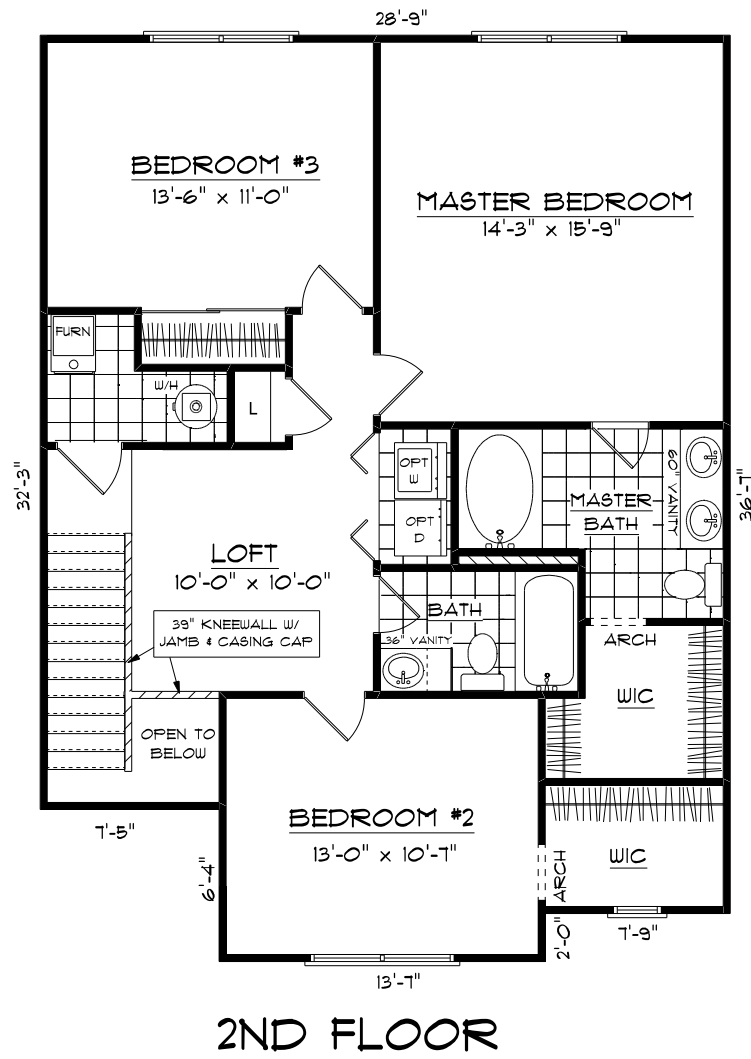 28'-9"
BEDROOM #3
13'-6" x 11'-0"
MASTER BEDROOM
14'-3" x 15'-9"
FURN
W/H
L
OPT
W
OPT
D
60" VANITY
MASTER
BATH
32'-3"
36'-7"
LOFT
10'-0" x 10'-0"
39" KNEEWALL W/
JAMB & CASING CAP
BATH
36" VANITY
ARCH
WIC
OPEN TO
BELOW
BEDROOM #2
13'-0" x 10'-7"
ARCH
WIC
7'-5"
6'-4"
2'-0"
7'-9"
13'-7"
2ND FLOOR